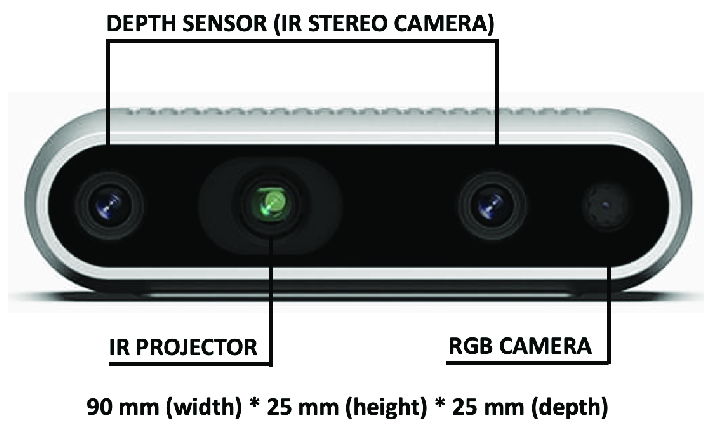 DEPTH SENSOR (IR STEREO CAMERA)
IR PROJECTOR
RGB CAMERA
90 mm (width) * 25 mm (height) * 25 mm (depth)